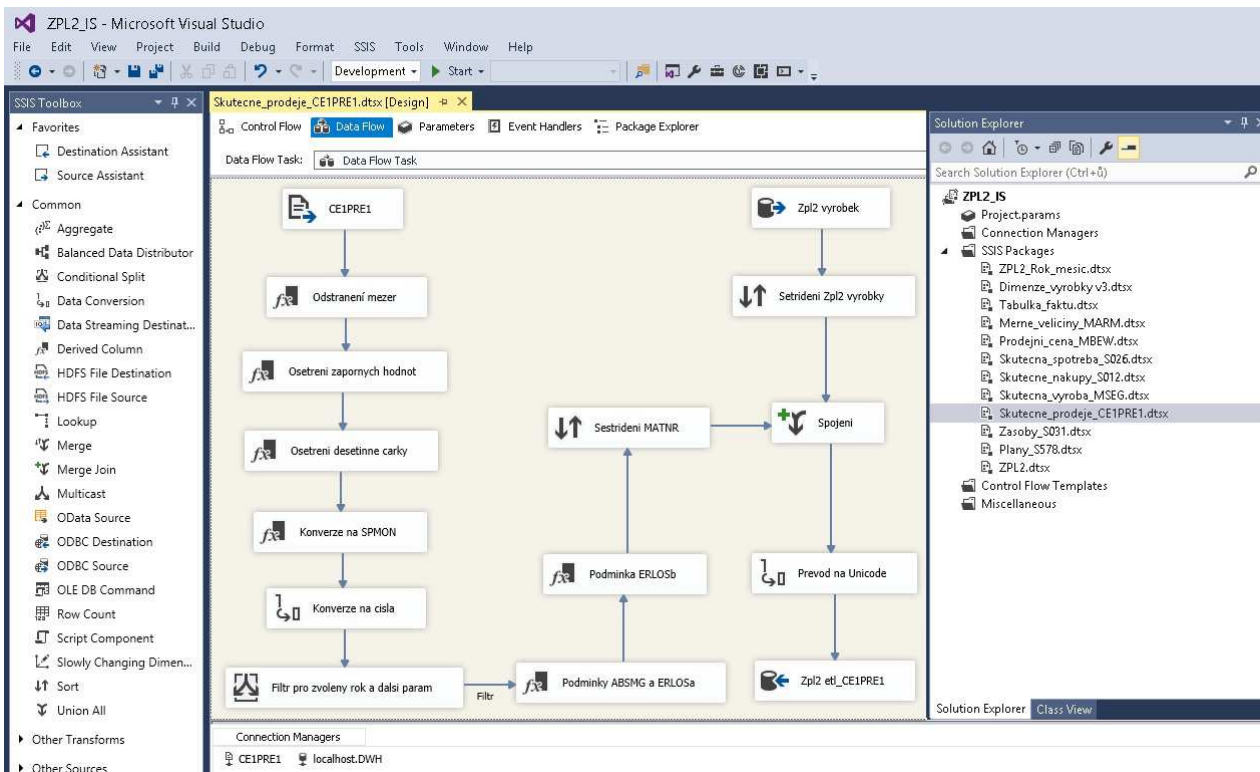 ZPL2_IS - Microsoft Visual Studio
File Edit View Project Build Debug Format SSIS Tools Window Help
Development Start
SSIS Toolbox
Favorites
Destination Assistant
Source Assistant
Common
Aggregate
Balanced Data Distributor
Conditional Split
Data Conversion
Data Streaming Destinat...
Derived Column
HDFS File Destination
HDFS File Source
Lookup
Merge
Merge Join
Multicast
OData Source
ODBC Destination
ODBC Source
OLE DB Command
Row Count
Script Component
Slowly Changing Dimen...
Sort
Union All
Other Transforms
Other Sources
Skutecne_prodeje_CE1PRE1.dtsx [Design]
Control Flow Data Flow Parameters Event Handlers Package Explorer
Data Flow Task: Data Flow Task
CE1PRE1
Odstranení mezer
Osetreni zapornych hodnot
Osetreni desetinne carky
Konverze na SPMON
Konverze na cisla
Filtr pro zvoleny rok a dalsi param
Filtr
Podminky ABSMG a ERLOSa
Podminka ERLOSb
Sestrideni MATNR
Zpl2 vyrobek
Setrideni Zpl2 vyrobky
Spojeni
Prevod na Unicode
Zpl2 etl_CE1PRE1
Connection Managers
CE1PRE1 localhost.DWH
Solution Explorer
Search Solution Explorer (Ctrl+ů)
ZPL2_IS
Project.params
Connection Managers
SSIS Packages
ZPL2_Rok_mesic.dtsx
Dimenze_vyrobky v3.dtsx
Tabulka_faktu.dtsx
Merne_veliciny_MARM.dtsx
Prodejni_cena_MBEW.dtsx
Skutecna_spotreba_S026.dtsx
Skutecne_nakupy_S012.dtsx
Skutecna_vyroba_MSEG.dtsx
Skutecne_prodeje_CE1PRE1.dtsx
Zasoby_S031.dtsx
Plany_S578.dtsx
ZPL2.dtsx
Control Flow Templates
Miscellaneous
Solution Explorer Class View